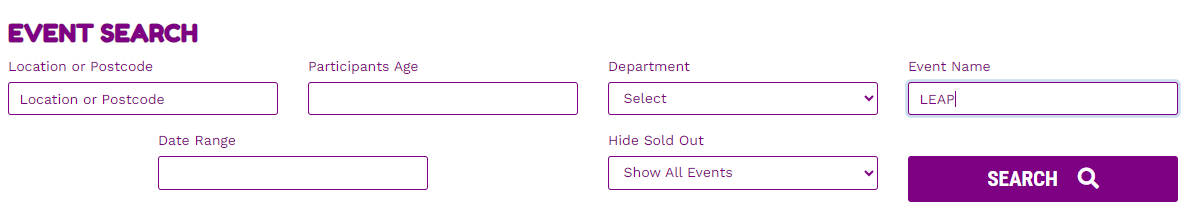 EVENT SEARCH
Location or Postcode Participants Age Department Event Name
Location or Postcode Select LEAP
Date Range Hide Sold Out
Show All Events SEARCH